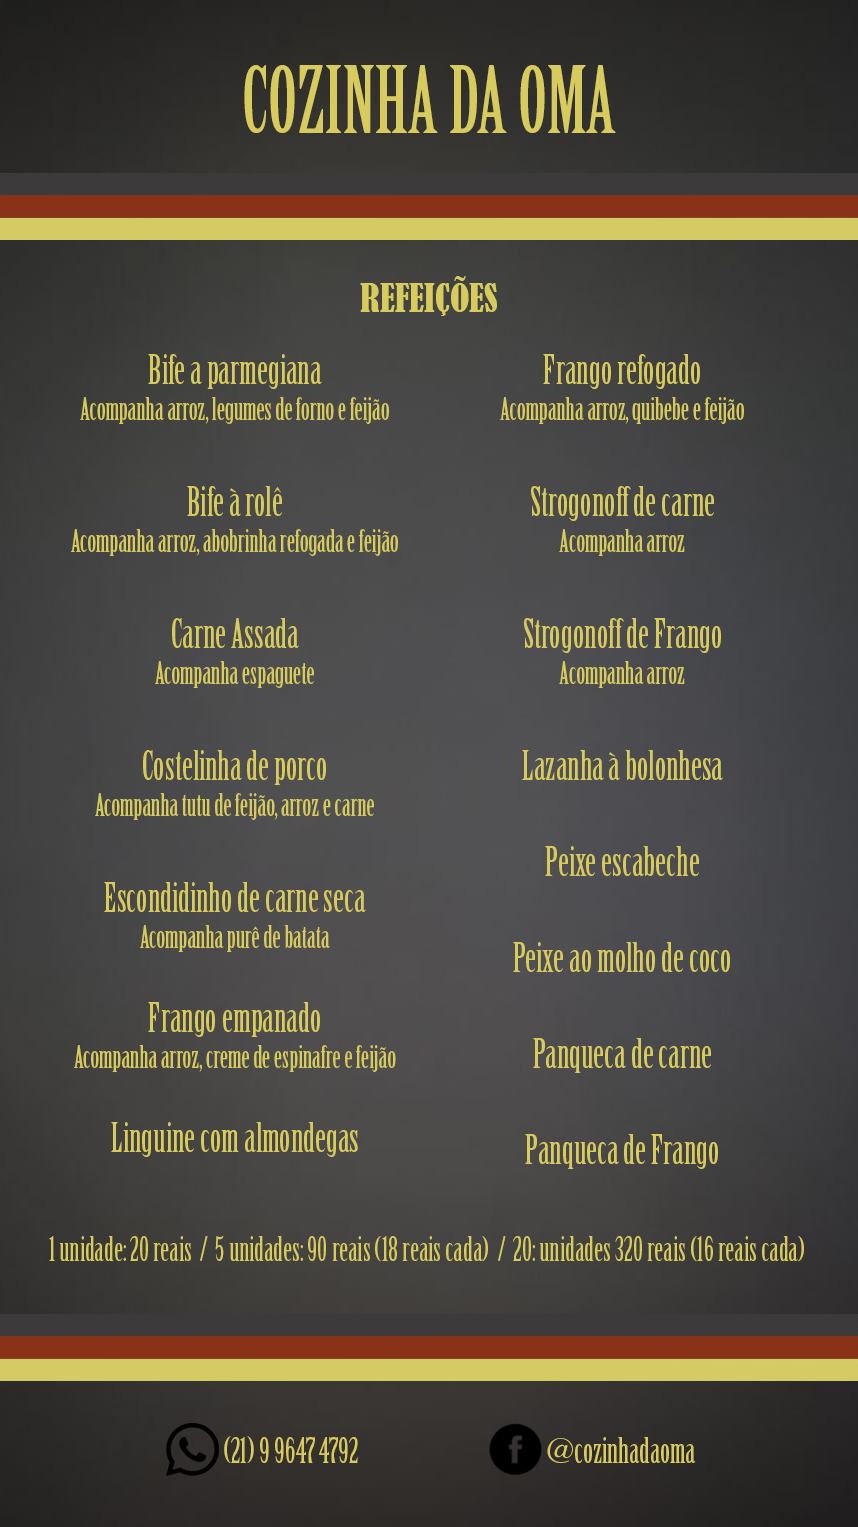 COZINHA DA OMA
REFEIÇÕES
Bife a parmegiana
Acompanha arroz, legumes de forno e feijão
Bife à rolê
Acompanha arroz, abobrinha refogada e feijão
Carne Assada
Acompanha espaguete
Costelinha de porco
Acompanha tutu de feijão, arroz e carne
Escondidinho de carne seca
Acompanha purê de batata
Frango empanado
Acompanha arroz, creme de espinafre e feijão
Linguine com almondegas
Frango refogado
Acompanha arroz, quibebe e feijão
Strogonoff de carne
Acompanha arroz
Strogonoff de Frango
Acompanha arroz
Lazanha à bolonhesa
Peixe escabeche
Peixe ao molho de coco
Panqueca de carne
Panqueca de Frango
1 unidade: 20 reais / 5 unidades: 90 reais (18 reais cada) / 20: unidades 320 reais (16 reais cada)
(21) 9 9647 4792
@cozinhadaoma